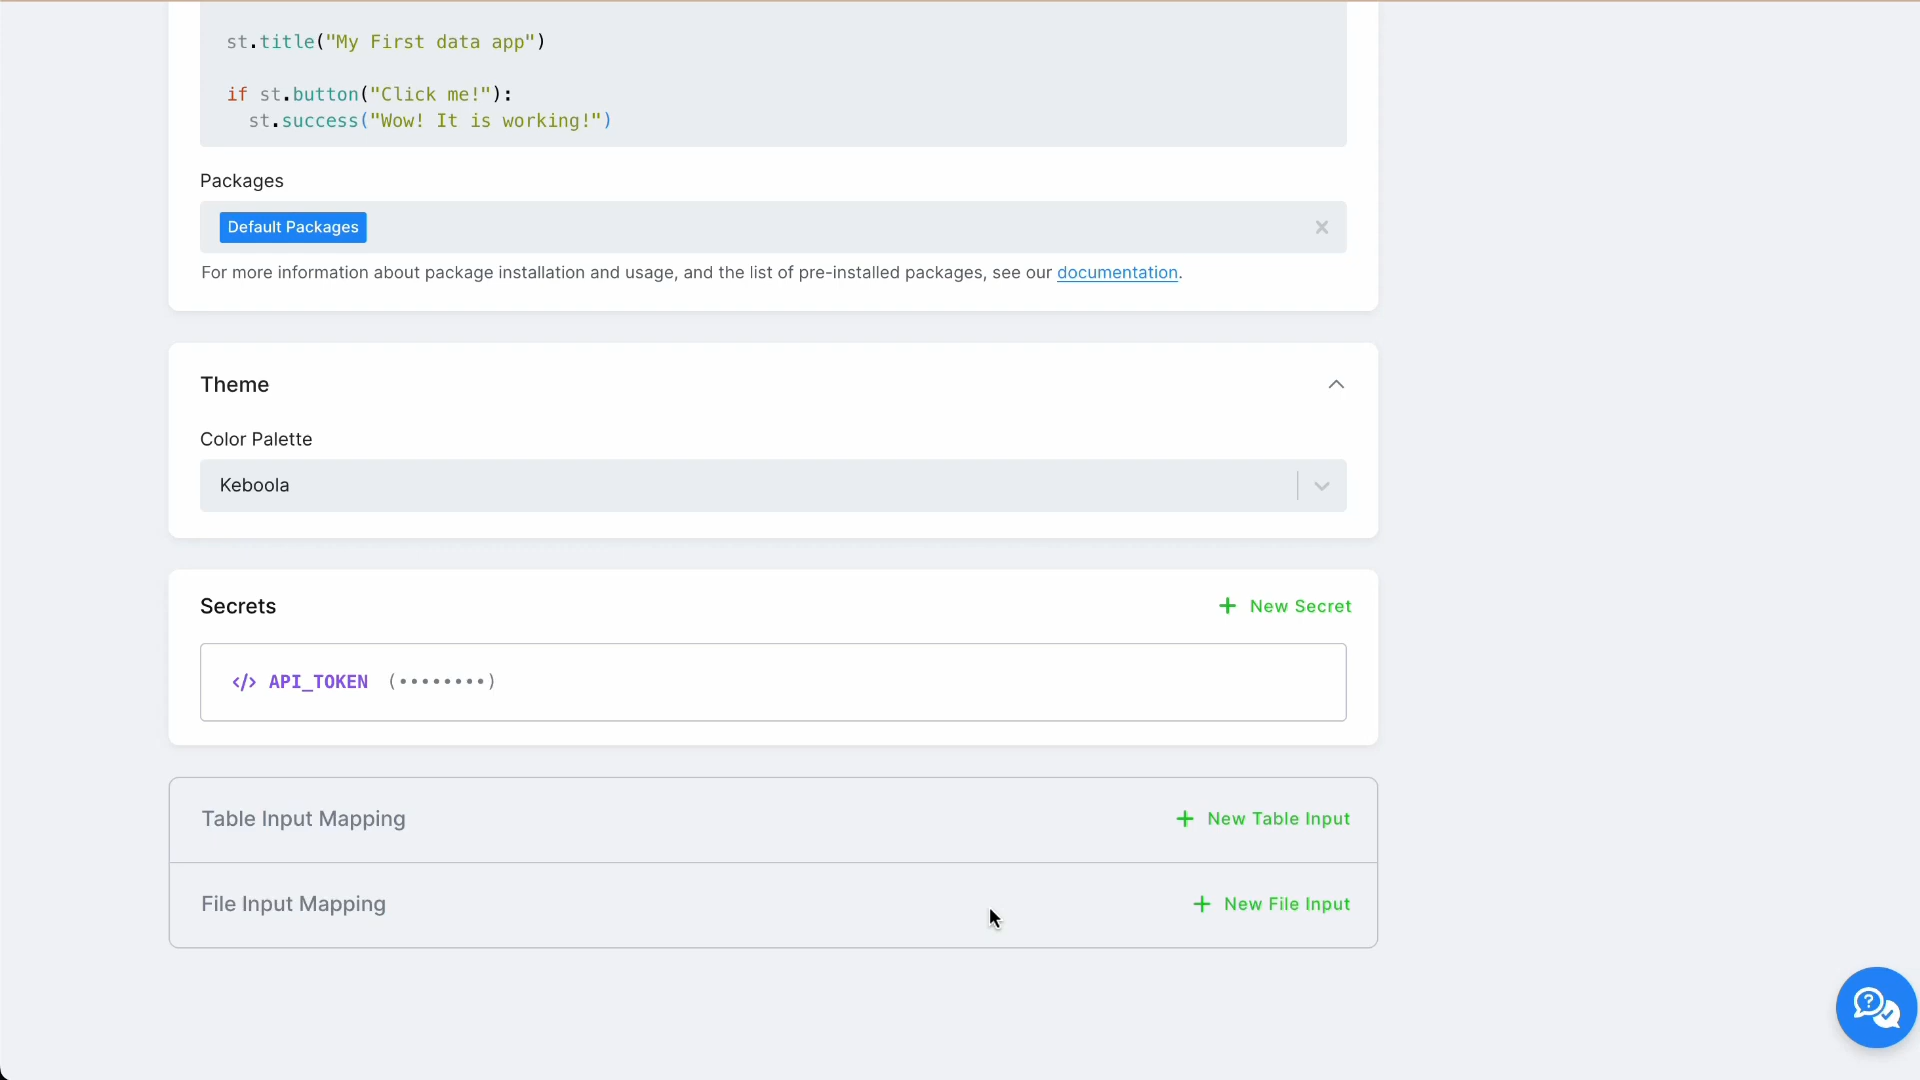 st.title("My First data app")
if st.button("Click me!"):
st.success("Wow! It is working!")
Packages
Default Packages
For more information about package installation and usage, and the list of pre-installed packages, see our documentation.
Theme
Color Palette
Keboola
Secrets
+ New Secret
</> API_TOKEN (••••••••)
Table Input Mapping
+ New Table Input
File Input Mapping
+ New File Input